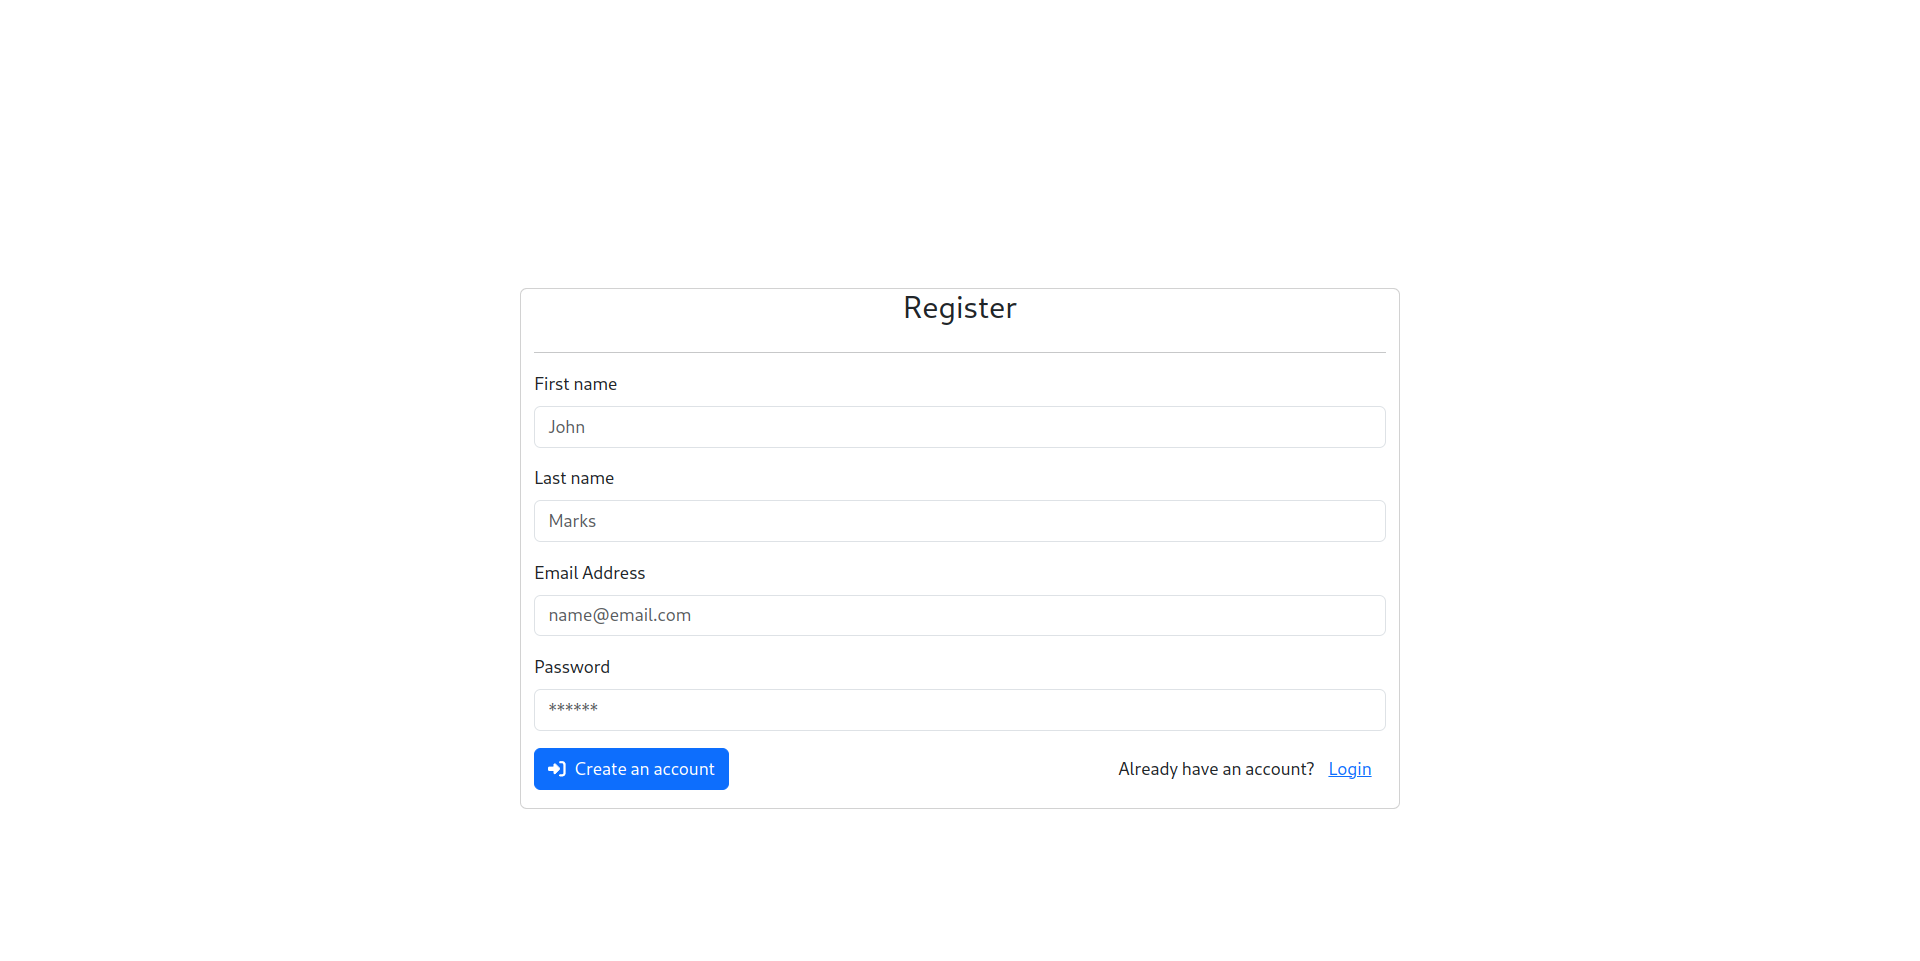 Register
First name
John
Last name
Marks
Email Address
name@email.com
Password
******
Create an account
Already have an account? Login